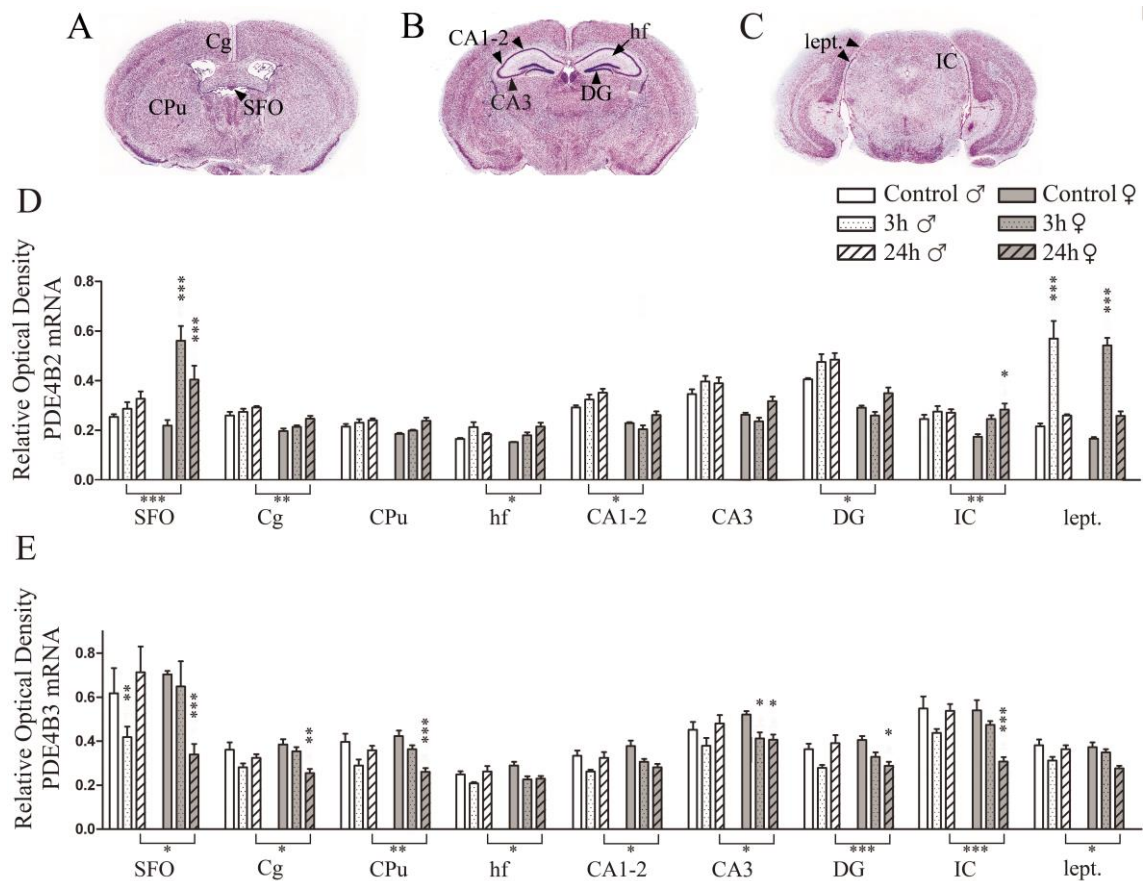 A
B
C
Cg
CPu
SFO
CA1-2
hf
CA3
DG
lept.
IC
Control ♂ Control ♀
3h ♂ 3h ♀
24h ♂ 24h ♀
D
Relative Optical Density
PDE4B2 mRNA
0.8
0.6
0.4
0.2
0.0
*** *** *** *** * 
*** ** * * * **
SFO Cg CPu hf CA1-2 CA3 DG IC lept.
E
Relative Optical Density
PDE4B3 mRNA
0.8
0.6
0.4
0.2
0.0
** *** ** *** * * * ***
* * ** * * * *** *** *
SFO Cg CPu hf CA1-2 CA3 DG IC lept.